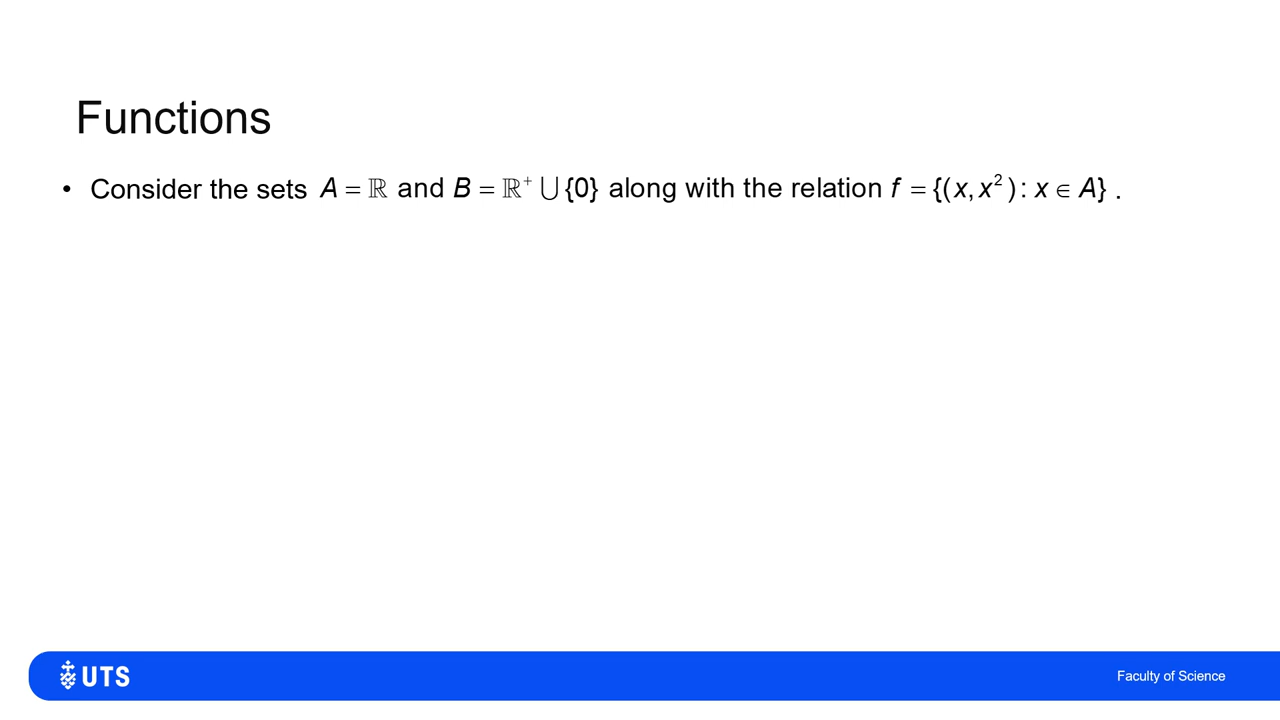 Functions
• Consider the sets A = ℝ and B = ℝ⁺ ⋃ {0} along with the relation f = {(x, x²) : x ∈ A} .
UTS
Faculty of Science